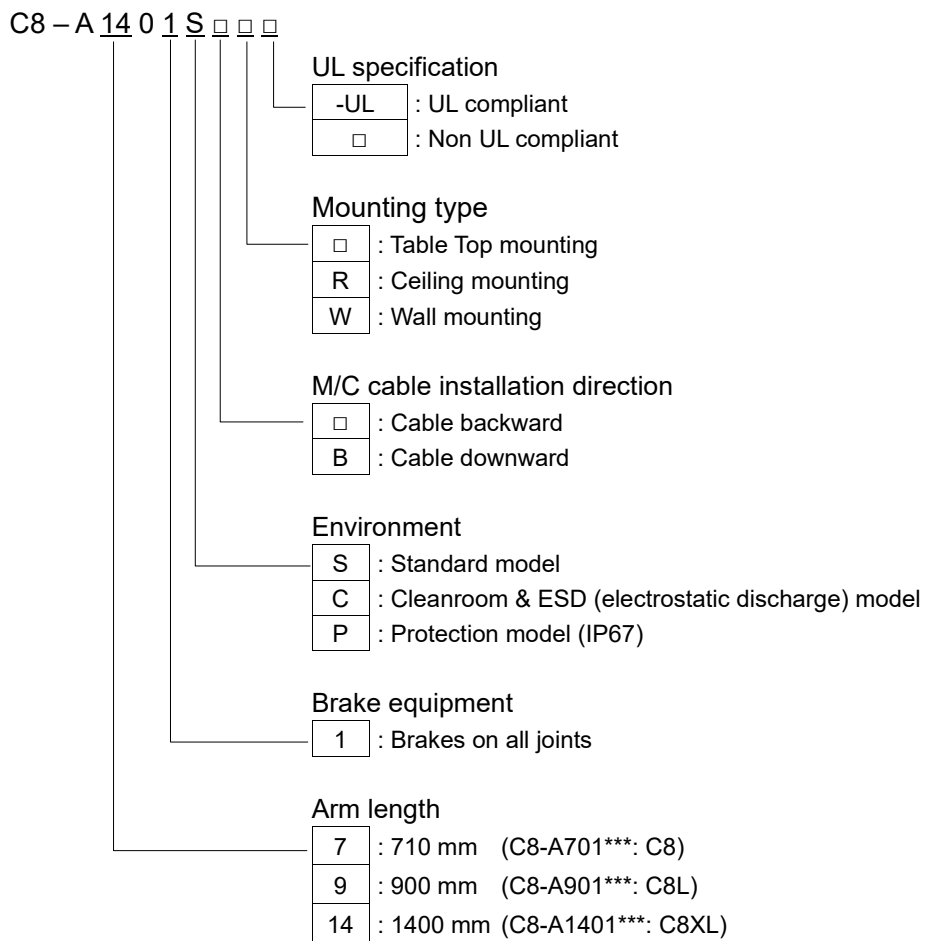 C8 – A 14 0 1 S □ □ □
UL specification
-UL : UL compliant
□ : Non UL compliant
Mounting type
□ : Table Top mounting
R : Ceiling mounting
W : Wall mounting
M/C cable installation direction
□ : Cable backward
B : Cable downward
Environment
S : Standard model
C : Cleanroom & ESD (electrostatic discharge) model
P : Protection model (IP67)
Brake equipment
1 : Brakes on all joints
Arm length
7 : 710 mm (C8-A701***: C8)
9 : 900 mm (C8-A901***: C8L)
14 : 1400 mm (C8-A1401***: C8XL)